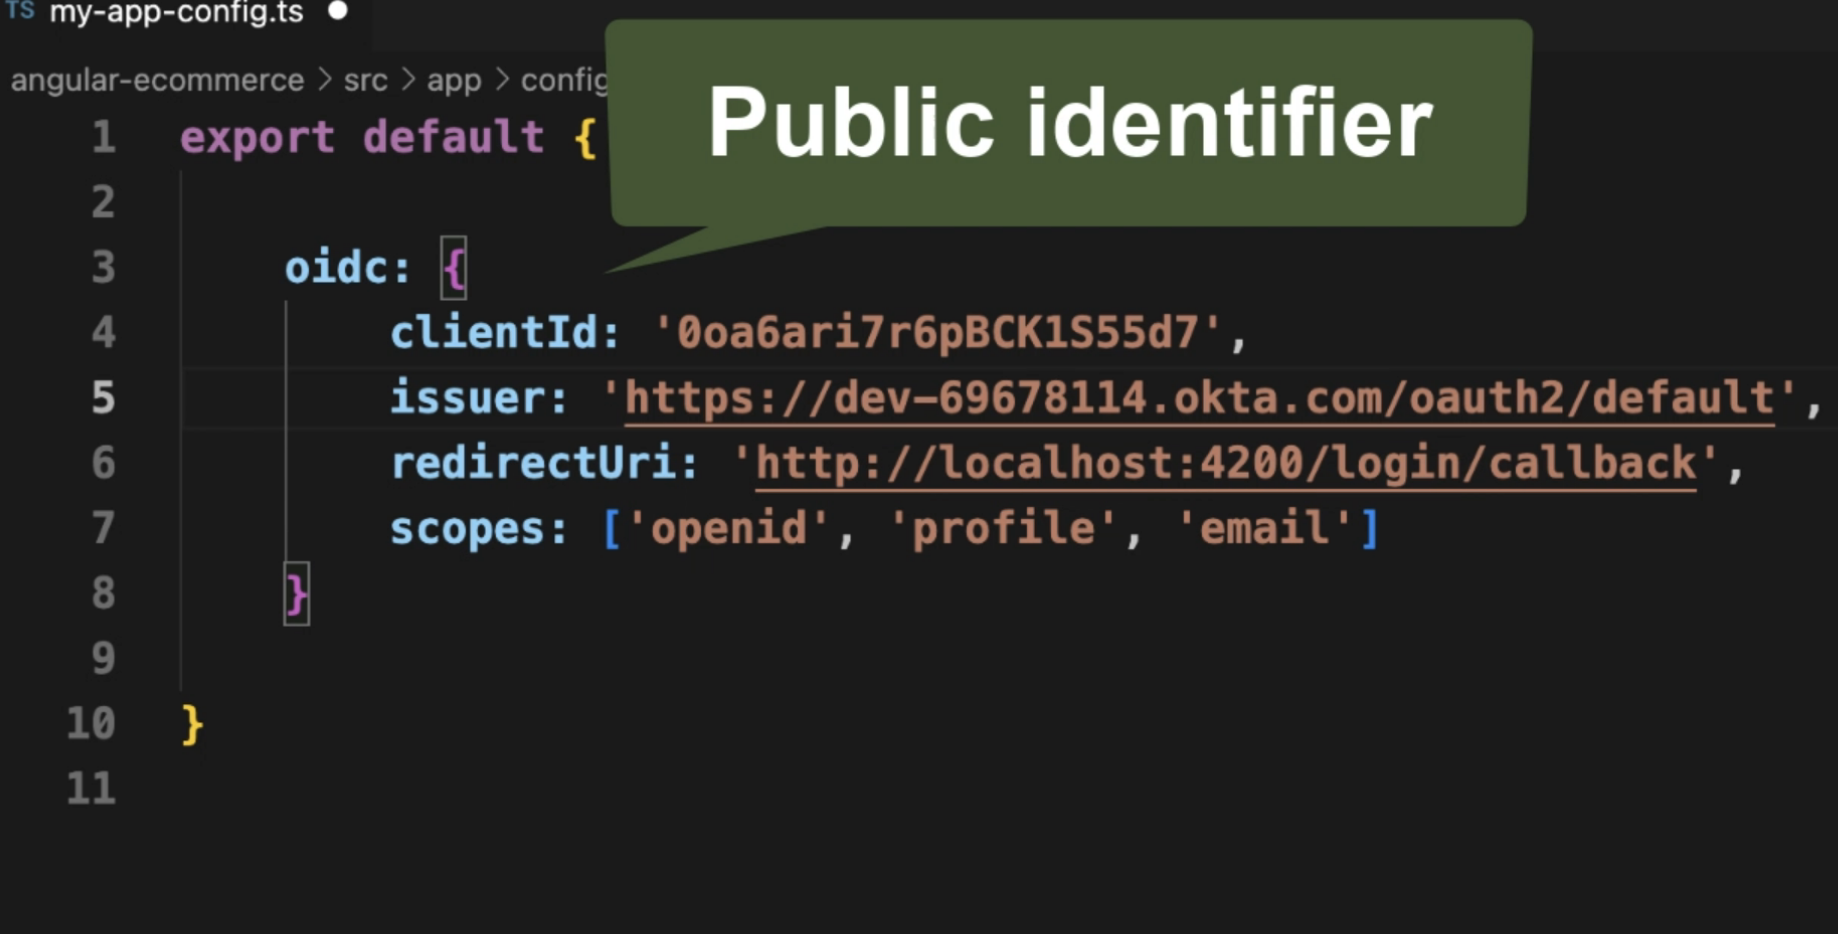 TS my-app-config.ts
angular-ecommerce > src > app > config
Public identifier
1 export default {
2
3 oidc: {
4 clientId: '0oa6ari7r6pBCK1S55d7',
5 issuer: 'https://dev-69678114.okta.com/oauth2/default',
6 redirectUri: 'http://localhost:4200/login/callback',
7 scopes: ['openid', 'profile', 'email']
8 }
9
10 }
11